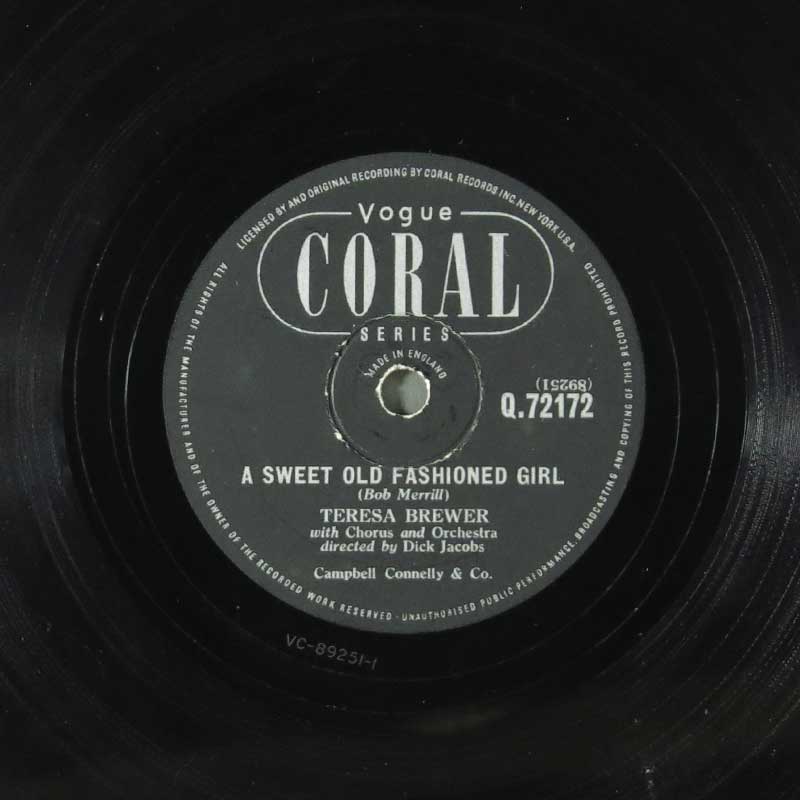 LICENSED BY AND ORIGINAL RECORDING BY CORAL RECORDS INC. NEW YORK U.S.A.
Vogue
CORAL
SERIES
MADE IN ENGLAND
(89251)
Q.72172
A SWEET OLD FASHIONED GIRL
(Bob Merrill)
TERESA BREWER
with Chorus and Orchestra
directed by Dick Jacobs
Campbell Connelly & Co.
ALL RIGHTS OF THE MANUFACTURER AND OF THE OWNER OF THE RECORDED WORK RESERVED - UNAUTHORISED PUBLIC PERFORMANCE, BROADCASTING AND COPYING OF THIS RECORD PROHIBITED
VC-89251-1